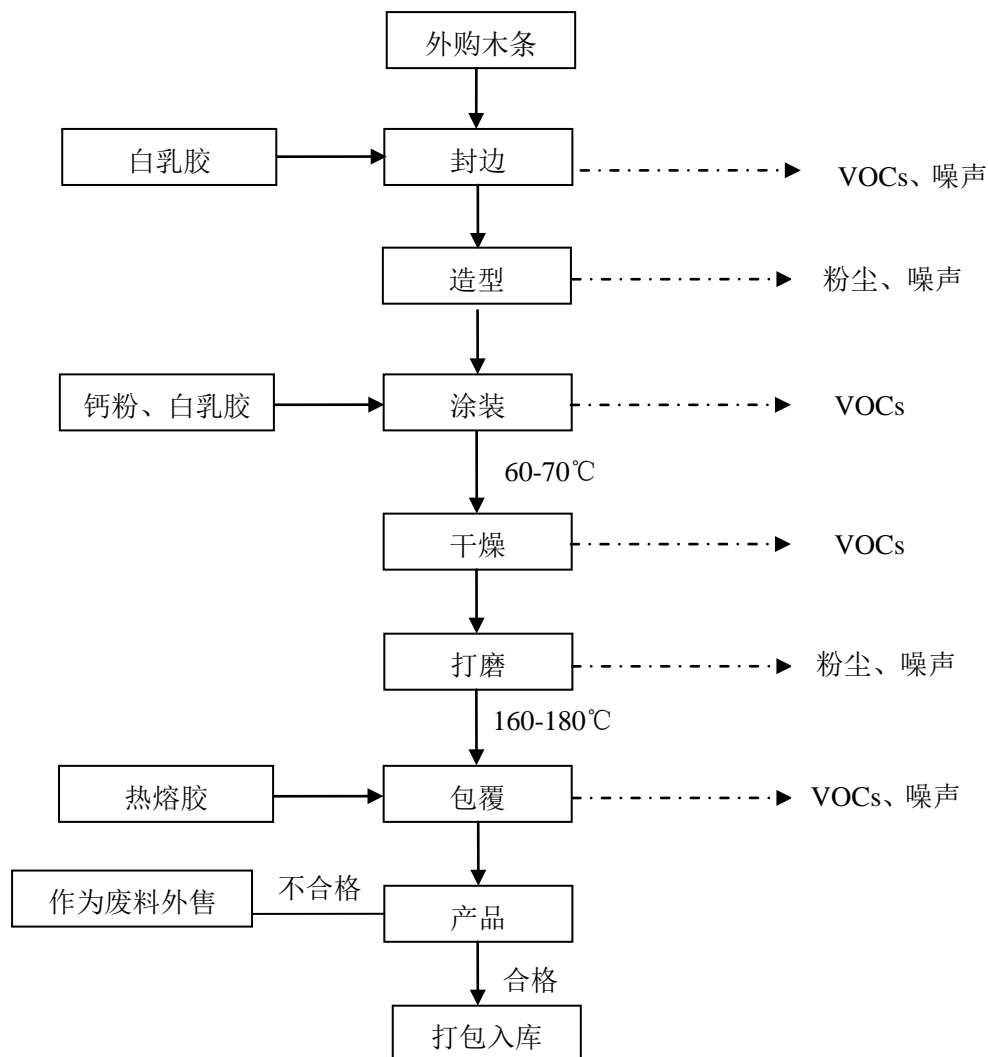 外购木条
白乳胶
封边
VOCs、噪声
造型
粉尘、噪声
钙粉、白乳胶
涂装
VOCs
60-70℃
干燥
VOCs
打磨
粉尘、噪声
160-180℃
热熔胶
包覆
VOCs、噪声
作为废料外售
不合格
产品
合格
打包入库